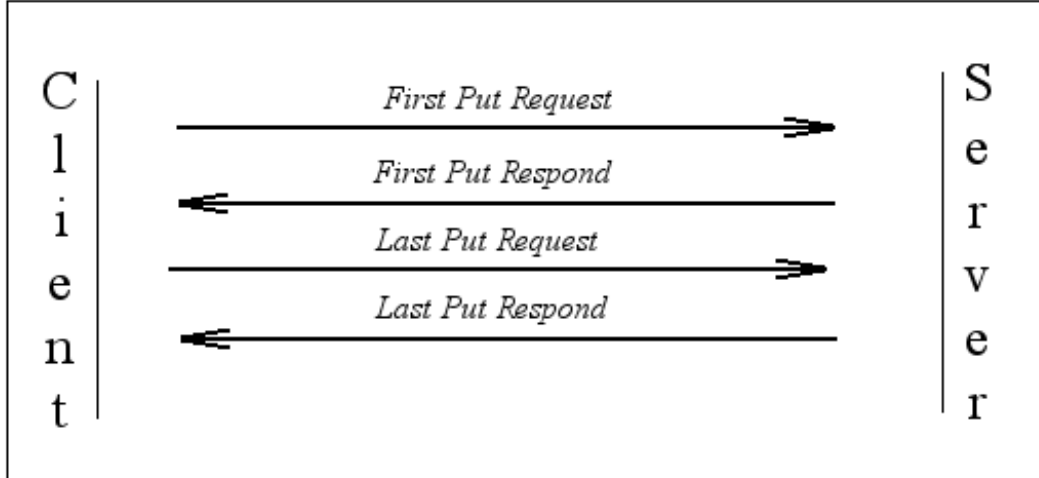 Client
First Put Request
First Put Respond
Last Put Request
Last Put Respond
Server